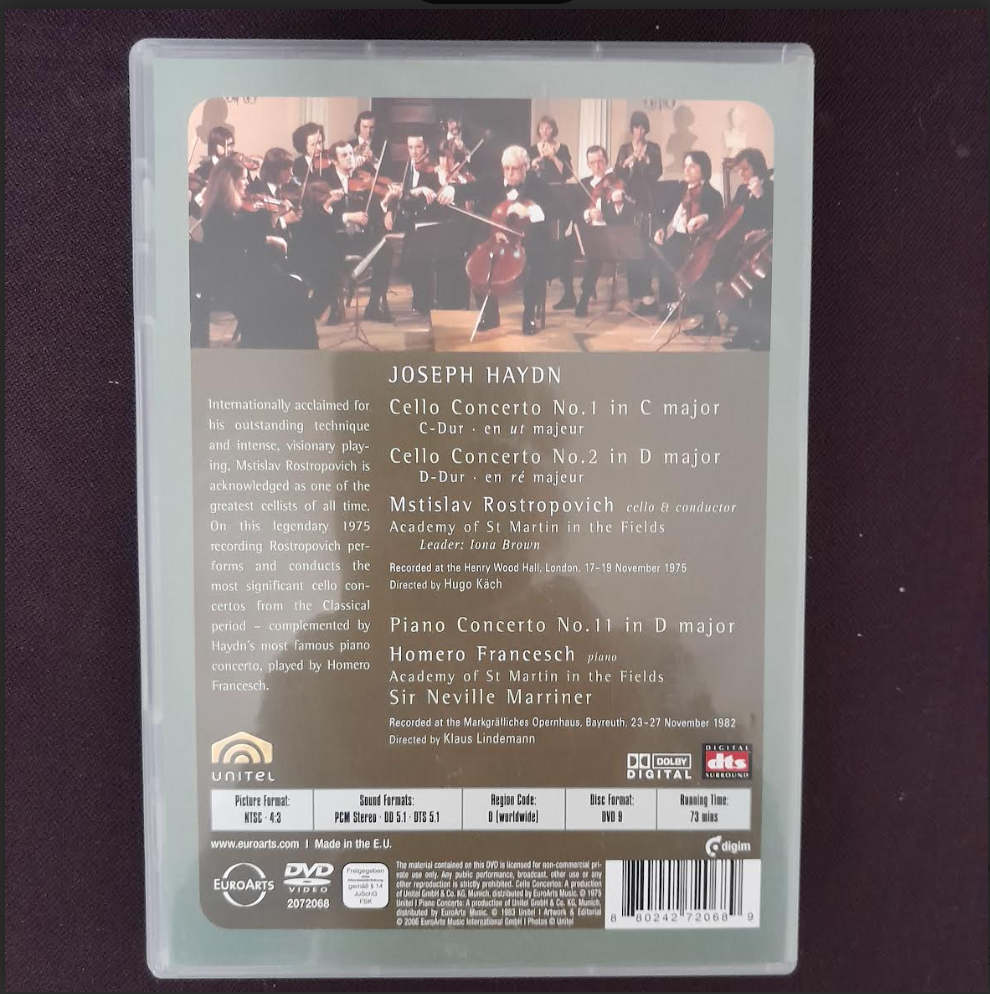 Internationally acclaimed for
his outstanding technique
and intense, visionary play-
ing, Mstislav Rostropovich is
acknowledged as one of the
greatest cellists of all time.
On this legendary 1975
recording Rostropovich per-
forms and conducts the
most significant cello con-
certos from the Classical
period – complemented by
Haydn's most famous piano
concerto, played by Homero
Francesch.
JOSEPH HAYDN
Cello Concerto No.1 in C major
C-Dur · en ut majeur
Cello Concerto No.2 in D major
D-Dur · en ré majeur
Mstislav Rostropovich cello & conductor
Academy of St Martin in the Fields
Leader: Iona Brown
Recorded at the Henry Wood Hall, London, 17–19 November 1975
Directed by Hugo Käch
Piano Concerto No.11 in D major
Homero Francesch piano
Academy of St Martin in the Fields
Sir Neville Marriner
Recorded at the Markgräfliches Opernhaus, Bayreuth, 23–27 November 1982
Directed by Klaus Lindemann
UNITEL
DOLBY
DIGITAL
DIGITAL
dts
SURROUND
Picture Format:
NTSC · 4:3
Sound Formats:
PCM Stereo · DD 5.1 · DTS 5.1
Region Code:
0 (worldwide)
Disc Format:
DVD 9
Running Time:
73 mins
www.euroarts.com I Made in the E.U.
digim
EUROARTS
DVD
VIDEO
2072068
Freigegeben
gemäß § 14
JuSchG
FSK
The material contained on this DVD is licensed for non-commercial pri-
vate use only. Any public performance, broadcast, other use or any
other reproduction is strictly prohibited. Cello Concertos: A production
of Unitel GmbH & Co. KG, Munich, distributed by EuroArts Music. © 1975
Unitel I Piano Concerto: A production of Unitel GmbH & Co. KG, Munich,
distributed by EuroArts Music. © 1983 Unitel I Artwork & Editorial
© 2006 EuroArts Music International GmbH I Photos © Unitel
8 80242 72068 9